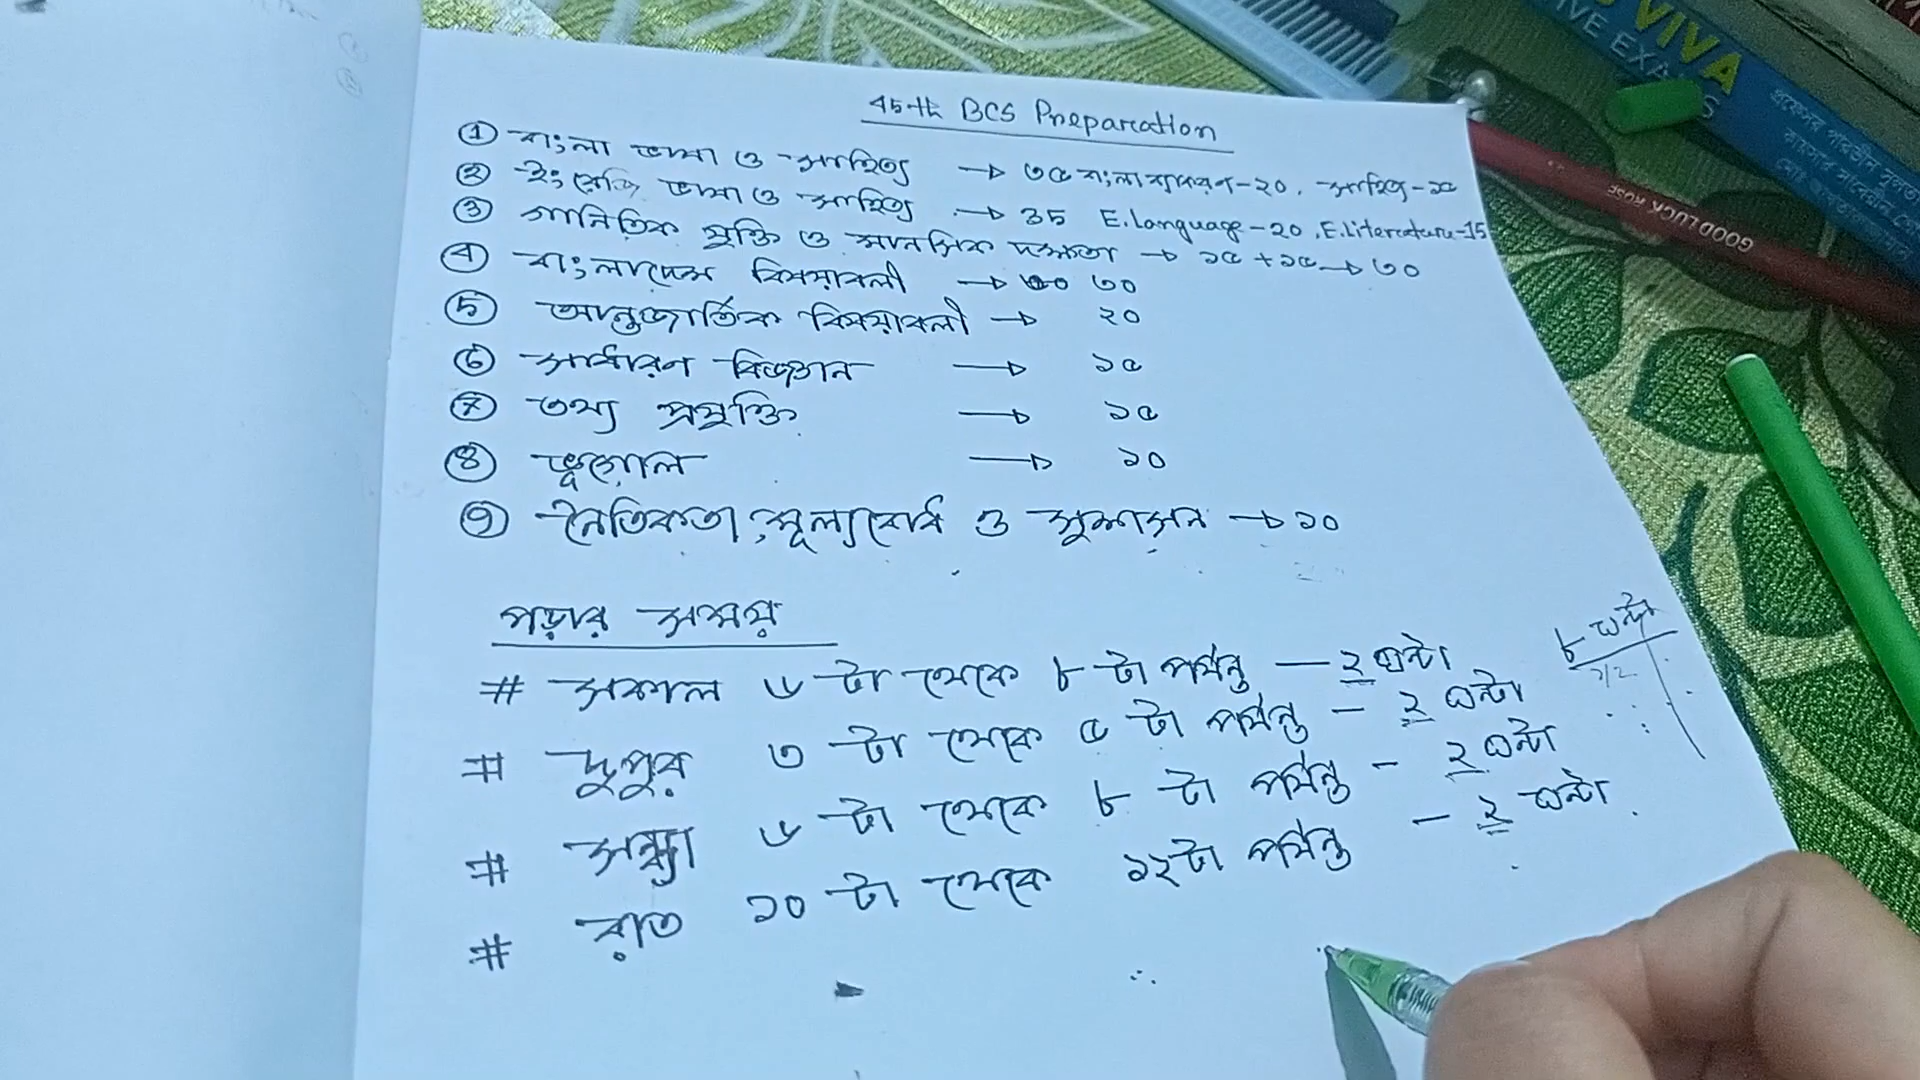 45th BCS Preparation
① বাংলা ভাষা ও সাহিত্য → ৩৫ বাংলা ব্যাকরণ-২০, সাহিত্য-১৫
② ইংরেজি ভাষা ও সাহিত্য → 35 E.language-20, E.literature-15
③ গানিতিক যুক্তি ও মানসিক দক্ষতা → ১৫+১৫→৩০
④ বাংলাদেশ বিষয়াবলী → ৩০
⑤ আন্তর্জার্তিক বিষয়াবলী → ২০
⑥ সার্ধারণ বিজ্ঞান → ১৫
⑦ তথ্য প্রযুক্তি → ১৫
⑧ ভূগোল → ১০
⑨ নৈতিকতা, মূল্যবোধ ও সুশাসন → ১০
পড়ার সময়
# সকাল ৬ টা থেকে ৮ টা পর্যন্ত — ২ ঘন্টা
# দুপুর ৩ টা থেকে ৫ টা পর্যন্ত - ২ ঘন্টা
# সন্ধ্যা ৬ টা থেকে ৮ টা পর্যন্ত - ২ ঘন্টা
# রাত ১০ টা থেকে ১২টা পর্যন্ত - ২ ঘন্টা
৮ ঘন্টা
VIVA
IVE EXA S
GOODLUCK